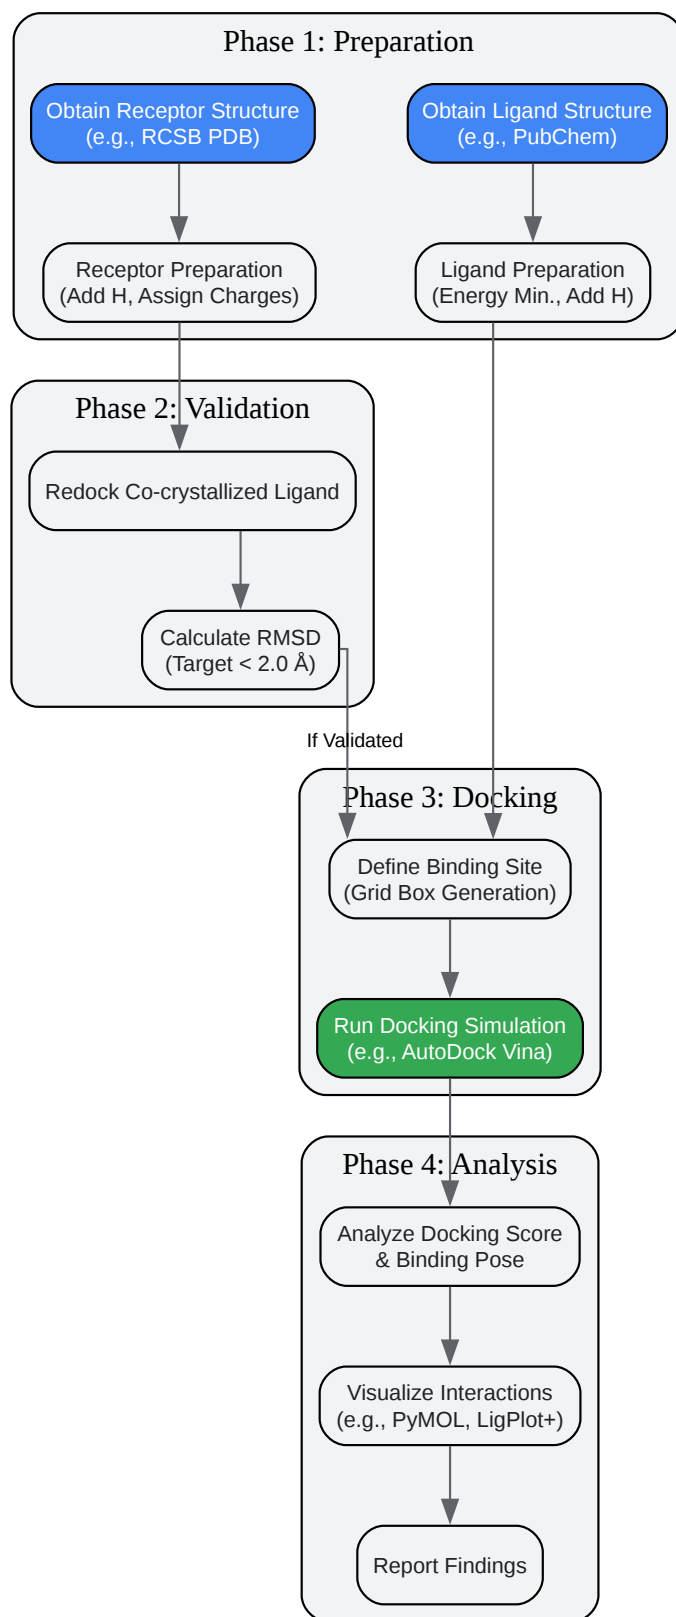 Phase 1: Preparation
Obtain Receptor Structure
(e.g., RCSB PDB)
Obtain Ligand Structure
(e.g., PubChem)
Receptor Preparation
(Add H, Assign Charges)
Ligand Preparation
(Energy Min., Add H)
Phase 2: Validation
Redock Co-crystallized Ligand
Calculate RMSD
(Target < 2.0 Å)
If Validated
Phase 3: Docking
Define Binding Site
(Grid Box Generation)
Run Docking Simulation
(e.g., AutoDock Vina)
Phase 4: Analysis
Analyze Docking Score
& Binding Pose
Visualize Interactions
(e.g., PyMOL, LigPlot+)
Report Findings